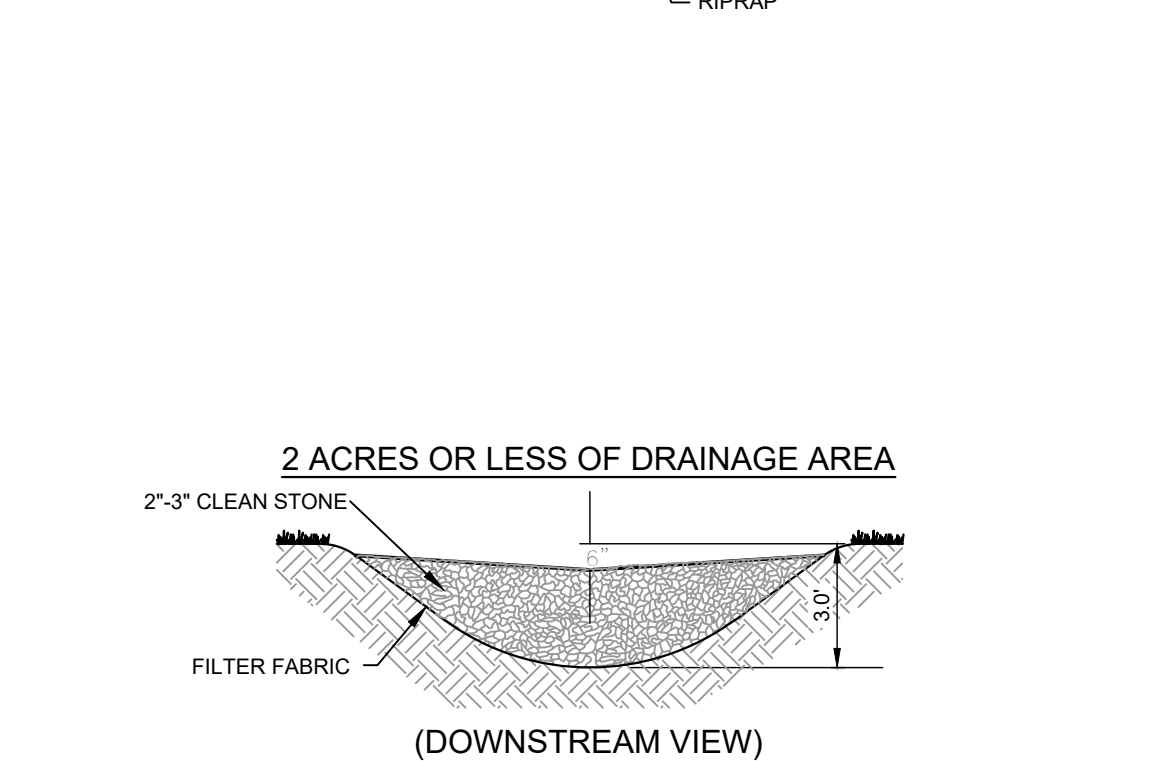 RIPRAP
2 ACRES OR LESS OF DRAINAGE AREA
2"-3" CLEAN STONE
6"
3.0'
FILTER FABRIC
(DOWNSTREAM VIEW)